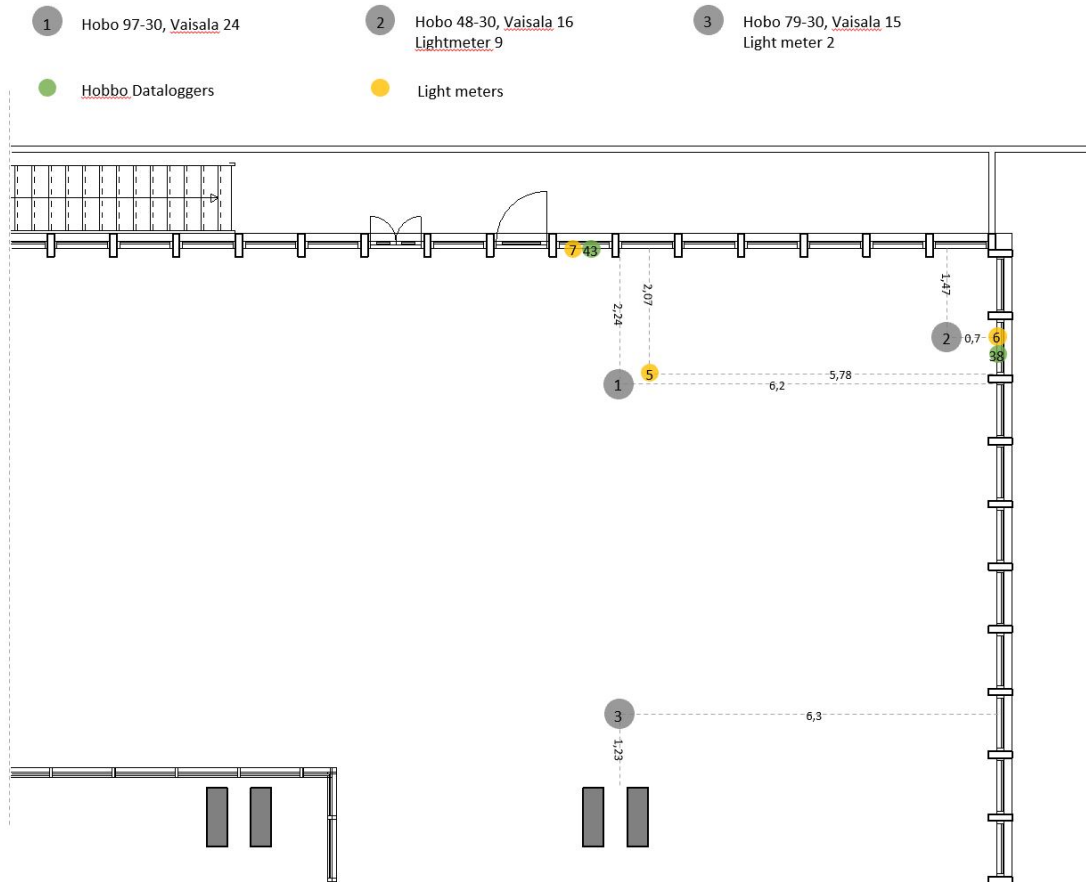 1
Hobo 97-30, Vaisala 24
2
Hobo 48-30, Vaisala 16
Lightmeter 9
3
Hobo 79-30, Vaisala 15
Light meter 2
Hobbo Dataloggers
Light meters
7
43
2,24
2,07
1,47
2
0,7
6
38
5
5,78
1
6,2
3
6,3
1,23